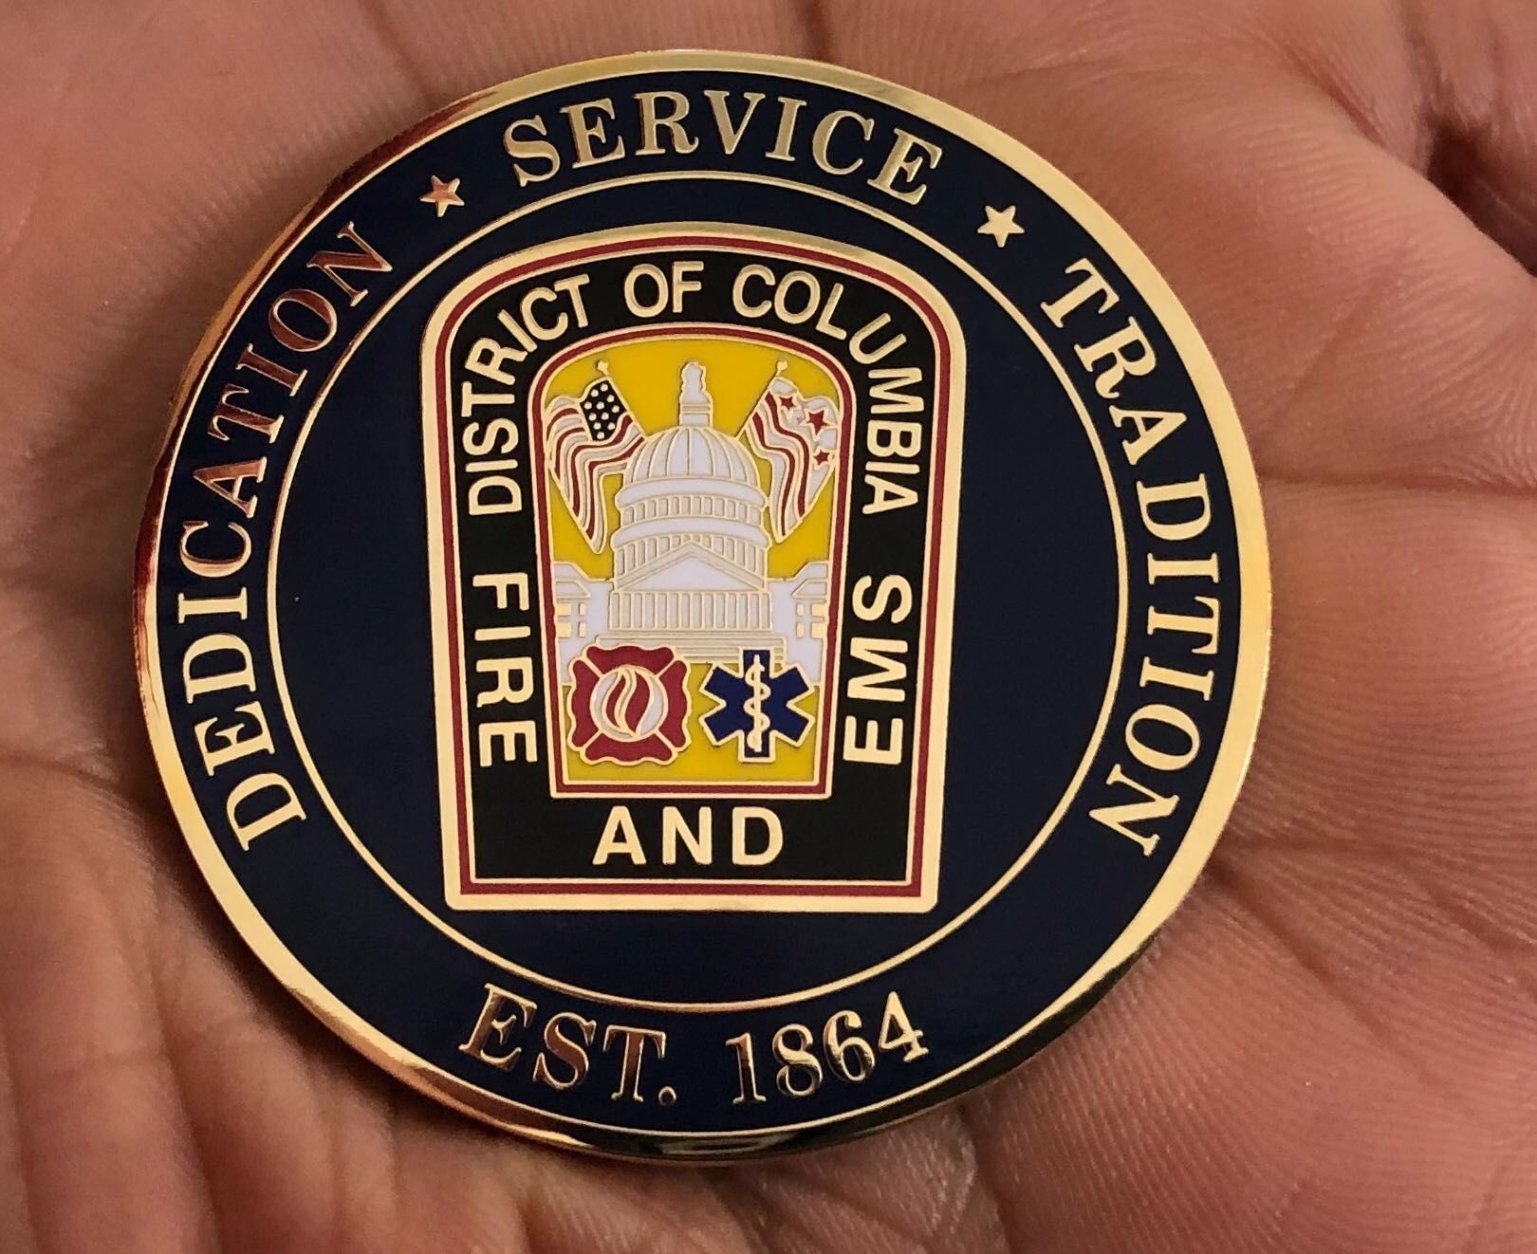 DEDICATION ★ SERVICE ★ TRADITION
DISTRICT OF COLUMBIA
FIRE
AND
EMS
EST. 1864